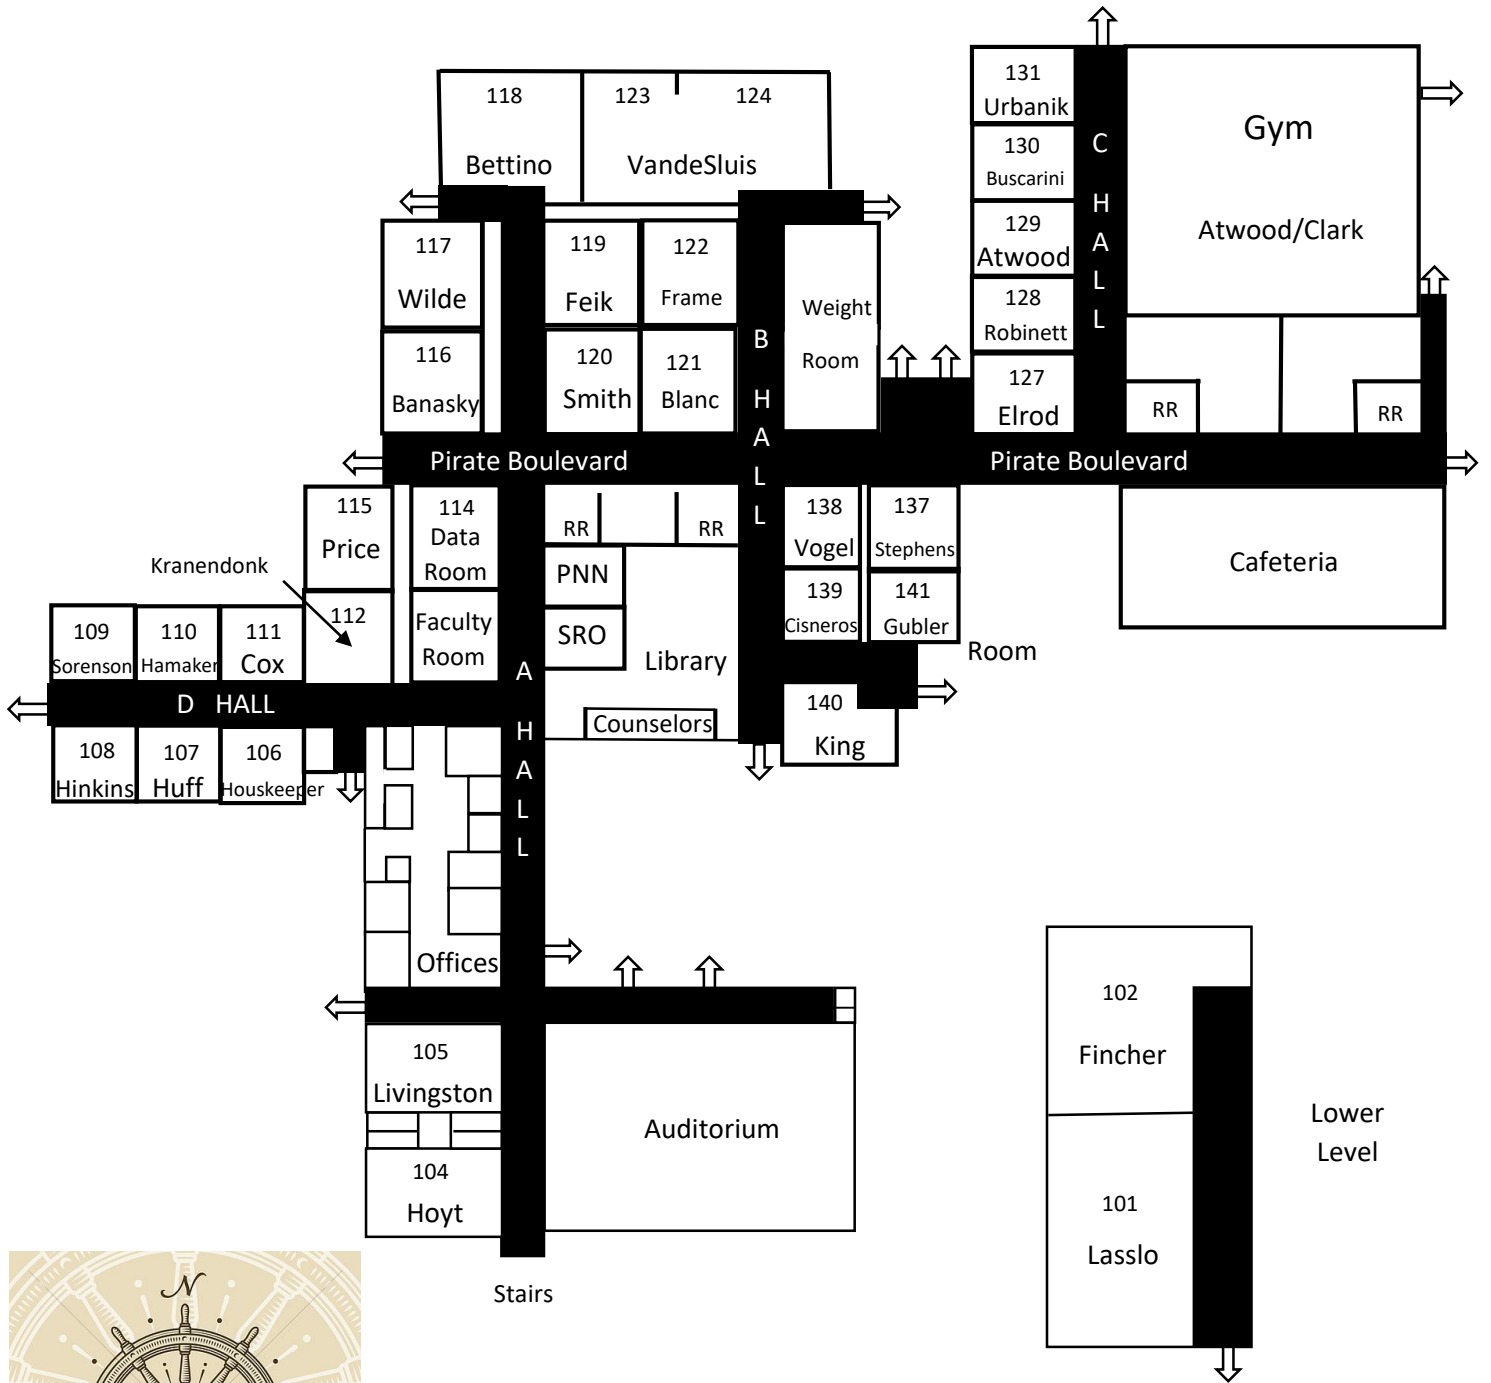 118
Bettino
123
124
VandeSluis
131
Urbanik
130
Buscarini
129
Atwood
128
Robinett
127
Elrod
C
H
A
L
L
Gym
Atwood/Clark
RR
RR
117
Wilde
116
Banasky
119
Feik
122
Frame
120
Smith
121
Blanc
B
H
A
L
L
Weight
Room
Pirate Boulevard
Pirate Boulevard
115
Price
114
Data
Room
RR
RR
PNN
SRO
Library
Counselors
138
Vogel
137
Stephens
139
Cisneros
141
Gubler
Room
140
King
Cafeteria
Kranendonk
112
Faculty
Room
109
Sorenson
110
Hamaker
111
Cox
D HALL
108
Hinkins
107
Huff
106
Houskeeper
A
H
A
L
L
Offices
105
Livingston
104
Hoyt
Auditorium
Stairs
102
Fincher
101
Lasslo
Lower
Level
N